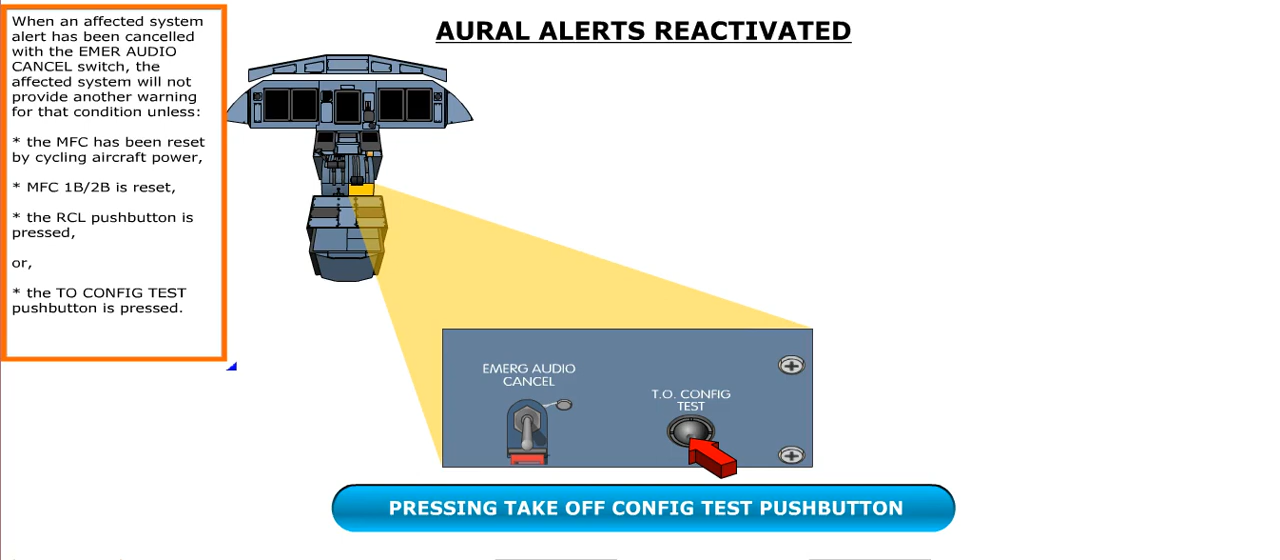 When an affected system
alert has been cancelled
with the EMER AUDIO
CANCEL switch, the
affected system will not
provide another warning
for that condition unless:
* the MFC has been reset
by cycling aircraft power,
* MFC 1B/2B is reset,
* the RCL pushbutton is
pressed,
or,
* the TO CONFIG TEST
pushbutton is pressed.
AURAL ALERTS REACTIVATED
EMERG AUDIO
CANCEL
T.O. CONFIG
TEST
PRESSING TAKE OFF CONFIG TEST PUSHBUTTON